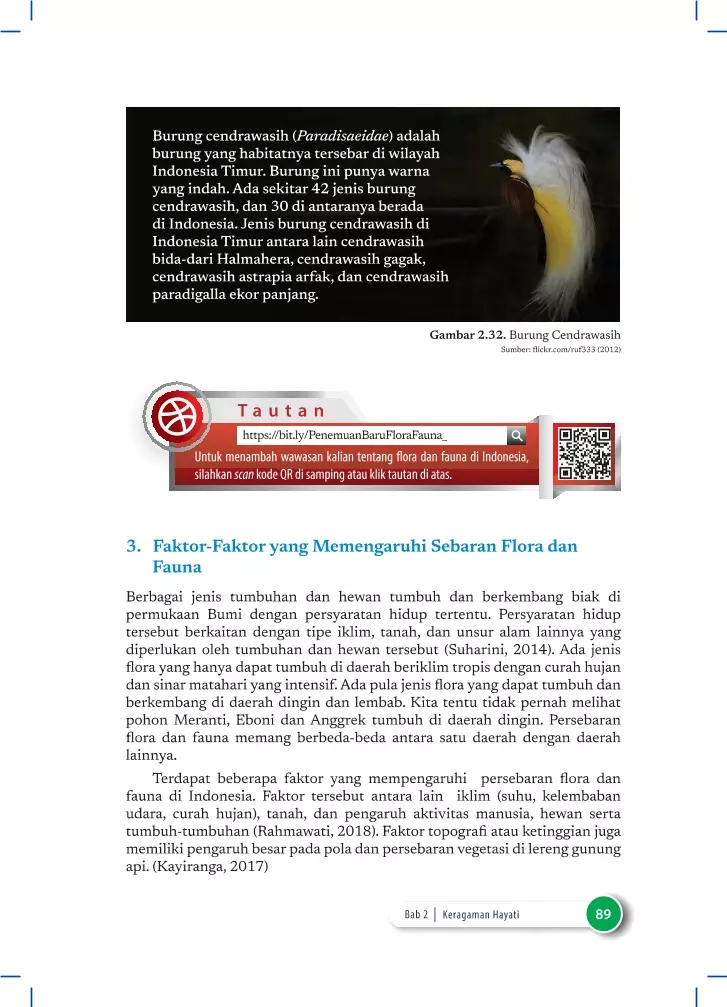 Burung cendrawasih (Paradisaeidae) adalah
burung yang habitatnya tersebar di wilayah
Indonesia Timur. Burung ini punya warna
yang indah. Ada sekitar 42 jenis burung
cendrawasih, dan 30 di antaranya berada
di Indonesia. Jenis burung cendrawasih di
Indonesia Timur antara lain cendrawasih
bida-dari Halmahera, cendrawasih gagak,
cendrawasih astrapia arfak, dan cendrawasih
paradigalla ekor panjang.
Gambar 2.32. Burung Cendrawasih
Sumber: flickr.com/ruf333 (2012)
Tautan
https://bit.ly/PenemuanBaruFloraFauna_
Untuk menambah wawasan kalian tentang flora dan fauna di Indonesia,
silahkan scan kode QR di samping atau klik tautan di atas.
3. Faktor-Faktor yang Memengaruhi Sebaran Flora dan
Fauna
Berbagai jenis tumbuhan dan hewan tumbuh dan berkembang biak di
permukaan Bumi dengan persyaratan hidup tertentu. Persyaratan hidup
tersebut berkaitan dengan tipe iklim, tanah, dan unsur alam lainnya yang
diperlukan oleh tumbuhan dan hewan tersebut (Suharini, 2014). Ada jenis
flora yang hanya dapat tumbuh di daerah beriklim tropis dengan curah hujan
dan sinar matahari yang intensif. Ada pula jenis flora yang dapat tumbuh dan
berkembang di daerah dingin dan lembab. Kita tentu tidak pernah melihat
pohon Meranti, Eboni dan Anggrek tumbuh di daerah dingin. Persebaran
flora dan fauna memang berbeda-beda antara satu daerah dengan daerah
lainnya.
Terdapat beberapa faktor yang mempengaruhi persebaran flora dan
fauna di Indonesia. Faktor tersebut antara lain iklim (suhu, kelembaban
udara, curah hujan), tanah, dan pengaruh aktivitas manusia, hewan serta
tumbuh-tumbuhan (Rahmawati, 2018). Faktor topografi atau ketinggian juga
memiliki pengaruh besar pada pola dan persebaran vegetasi di lereng gunung
api. (Kayiranga, 2017)
Bab 2 | Keragaman Hayati 89